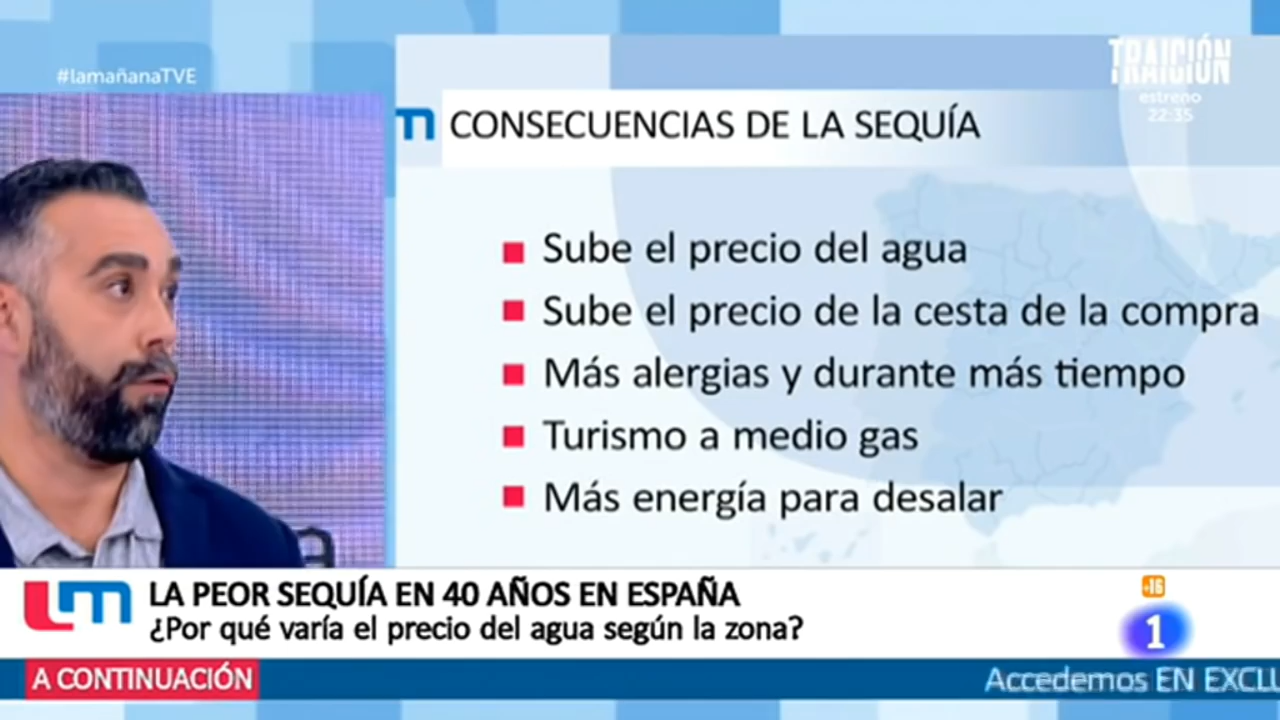 #lamañanaTVE
TRAICIÓN
estreno
22:35
m CONSECUENCIAS DE LA SEQUÍA
Sube el precio del agua
Sube el precio de la cesta de la compra
Más alergias y durante más tiempo
Turismo a medio gas
Más energía para desalar
a
Lm
LA PEOR SEQUÍA EN 40 AÑOS EN ESPAÑA
¿Por qué varía el precio del agua según la zona?
+16
1
A CONTINUACIÓN
Accedemos EN EXCLU